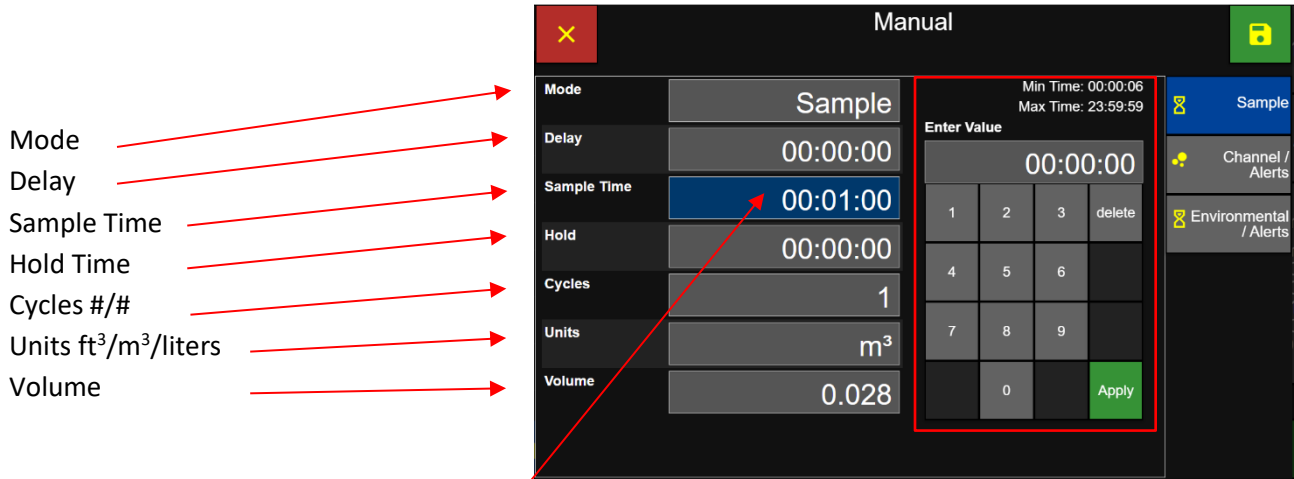 Manual
Mode
Delay
Sample Time
Hold Time
Cycles #/#
Units ft³/m³/liters
Volume
Mode
Sample
Delay
00:00:00
Sample Time
00:01:00
Hold
00:00:00
Cycles
1
Units
m³
Volume
0.028
Min Time: 00:00:06
Max Time: 23:59:59
Enter Value
00:00:00
1 2 3 delete
4 5 6
7 8 9
0 Apply
Sample
Channel /
Alerts
Environmental
/ Alerts